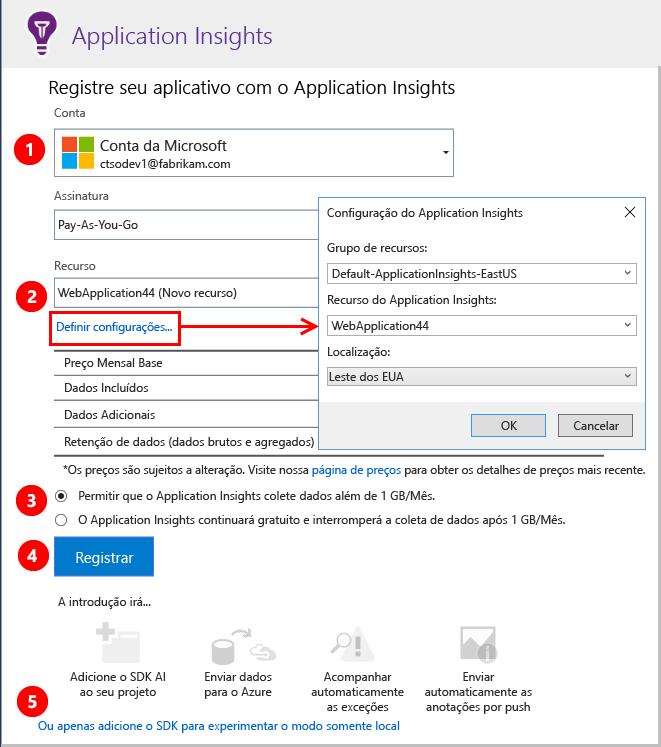 Application Insights
Registre seu aplicativo com o Application Insights
Conta
1
Conta da Microsoft
ctsodev1@fabrikam.com
Assinatura
Pay-As-You-Go
Recurso
2
WebApplication44 (Novo recurso)
Definir configurações...
Configuração do Application Insights
Grupo de recursos:
Default-ApplicationInsights-EastUS
Recurso do Application Insights:
WebApplication44
Localização:
Leste dos EUA
OK
Cancelar
Preço Mensal Base
Dados Incluídos
Dados Adicionais
Retenção de dados (dados brutos e agregados)
*Os preços são sujeitos a alteração. Visite nossa página de preços para obter os detalhes de preços mais recente.
3
Permitir que o Application Insights colete dados além de 1 GB/Mês.
O Application Insights continuará gratuito e interromperá a coleta de dados após 1 GB/Mês.
4
Registrar
A introdução irá...
Adicione o SDK AI
ao seu projeto
Enviar dados
para o Azure
Acompanhar
automaticamente
as exceções
Enviar
automaticamente as
anotações por push
5
Ou apenas adicione o SDK para experimentar o modo somente local